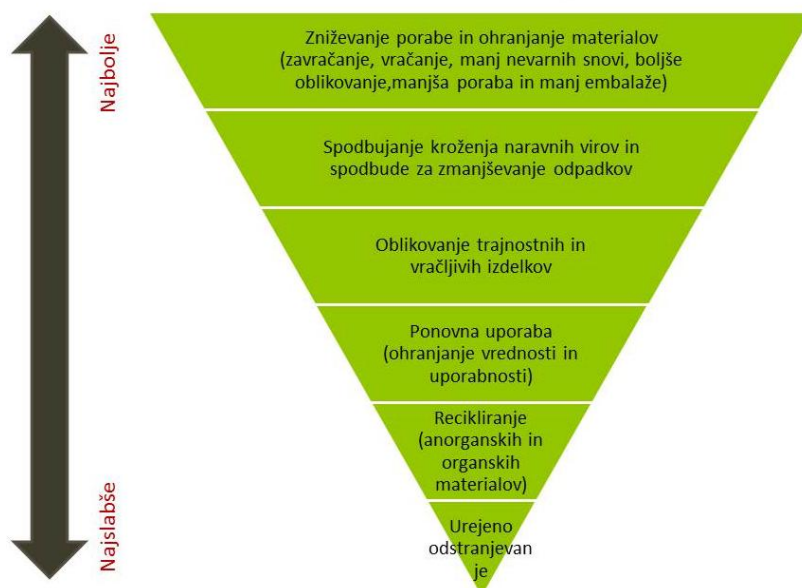 Najbolje
Zniževanje porabe in ohranjanje materialov
(zavračanje, vračanje, manj nevarnih snovi, boljše
oblikovanje,manjša poraba in manj embalaže)
Spodbujanje kroženja naravnih virov in
spodbude za zmanjševanje odpadkov
Oblikovanje trajnostnih in
vračljivih izdelkov
Ponovna uporaba
(ohranjanje vrednosti in
uporabnosti)
Recikliranje
(anorganskih in
organskih
materialov)
Najslabše
Urejeno
odstranjevan
je